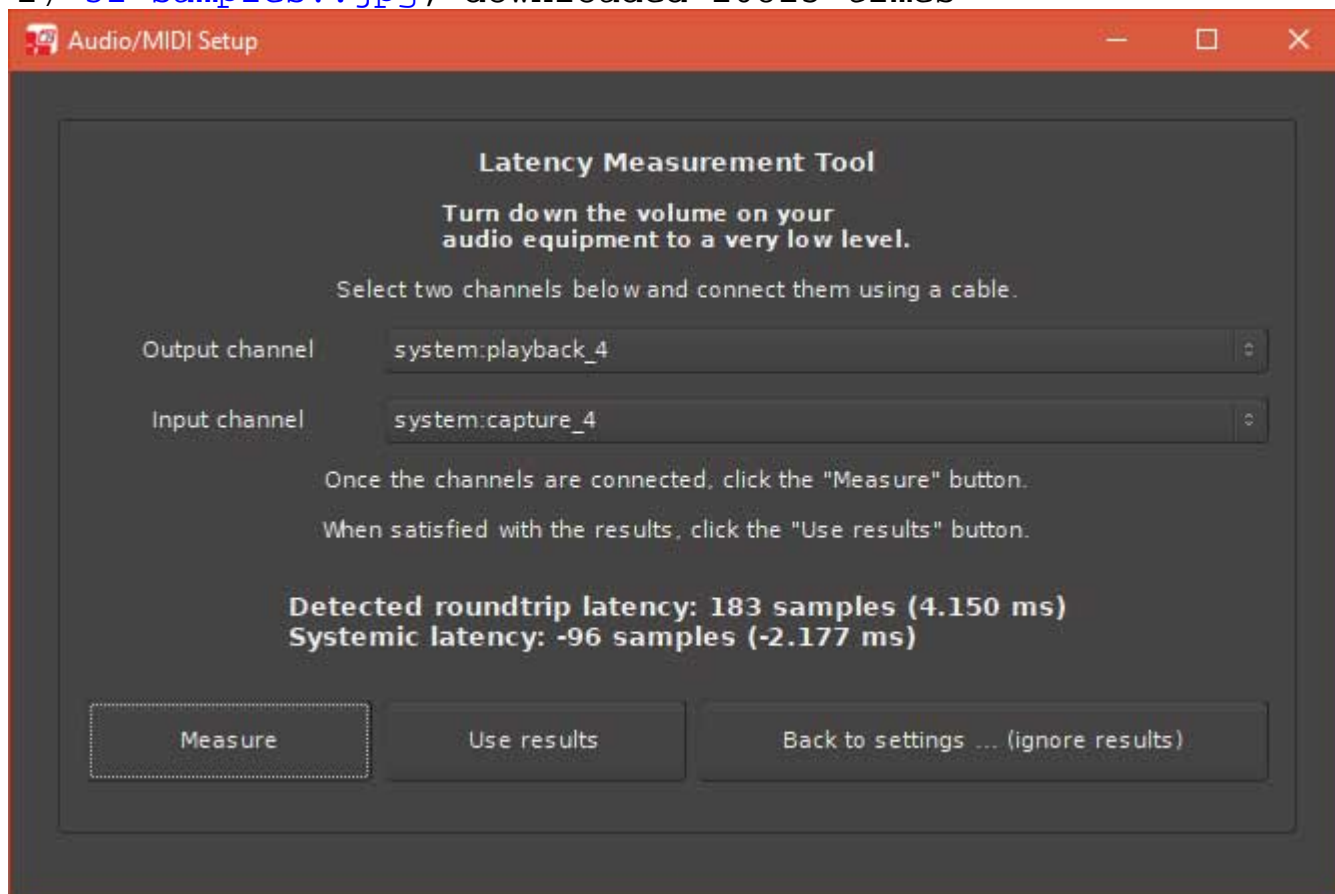 Audio/MIDI Setup
Latency Measurement Tool
Turn down the volume on your
audio equipment to a very low level.
Select two channels below and connect them using a cable.
Output channel system:playback_4
Input channel system:capture_4
Once the channels are connected, click the "Measure" button.
When satisfied with the results, click the "Use results" button.
Detected roundtrip latency: 183 samples (4.150 ms)
Systemic latency: -96 samples (-2.177 ms)
Measure Use results Back to settings ... (ignore results)